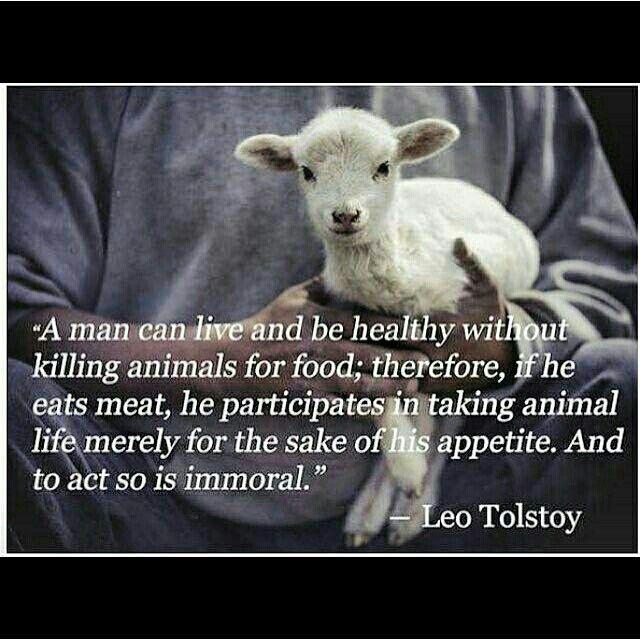 “A man can live and be healthy without
killing animals for food; therefore, if he
eats meat, he participates in taking animal
life merely for the sake of his appetite. And
to act so is immoral.”
— Leo Tolstoy